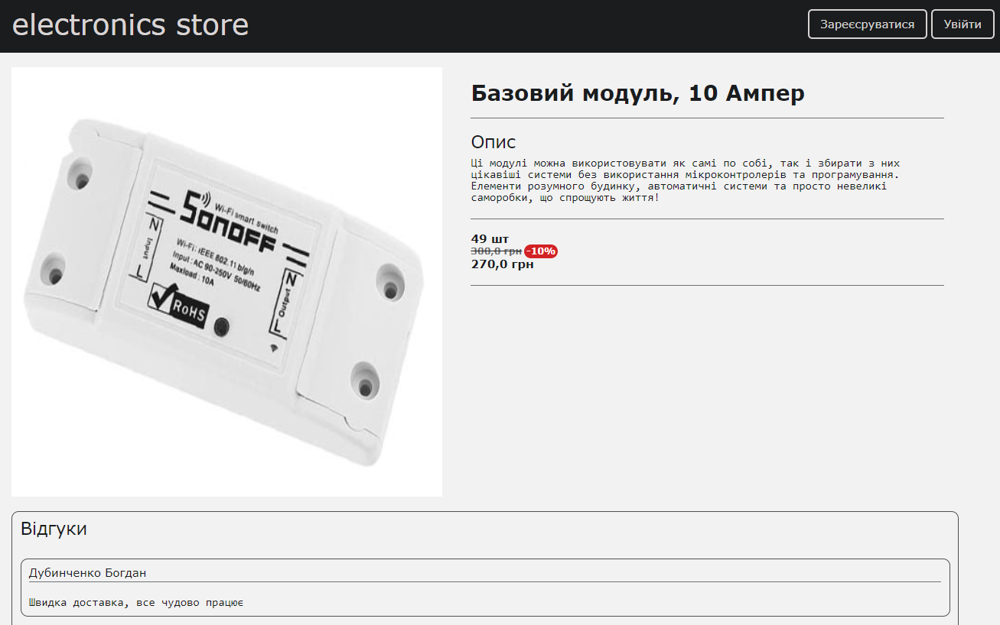 electronics store
Зареєсруватися
Увійти
Базовий модуль, 10 Ампер
Опис
Ці модулі можна використовувати як самі по собі, так і збирати з них
цікавіші системи без використання мікроконтролерів та програмування.
Елементи розумного будинку, автоматичні системи та просто невеликі
саморобки, що спрощують життя!
49 шт
300,0 грн -10%
270,0 грн
Wi-Fi smart switch
SONOFF
Wi-Fi: IEEE 802.11 b/g/n
Input : AC 90-250V 50/60Hz
Maxload : 10A
N
Input
L
N
Output
L
RoHS
Відгуки
Дубинченко Богдан
Швидка доставка, все чудово працює